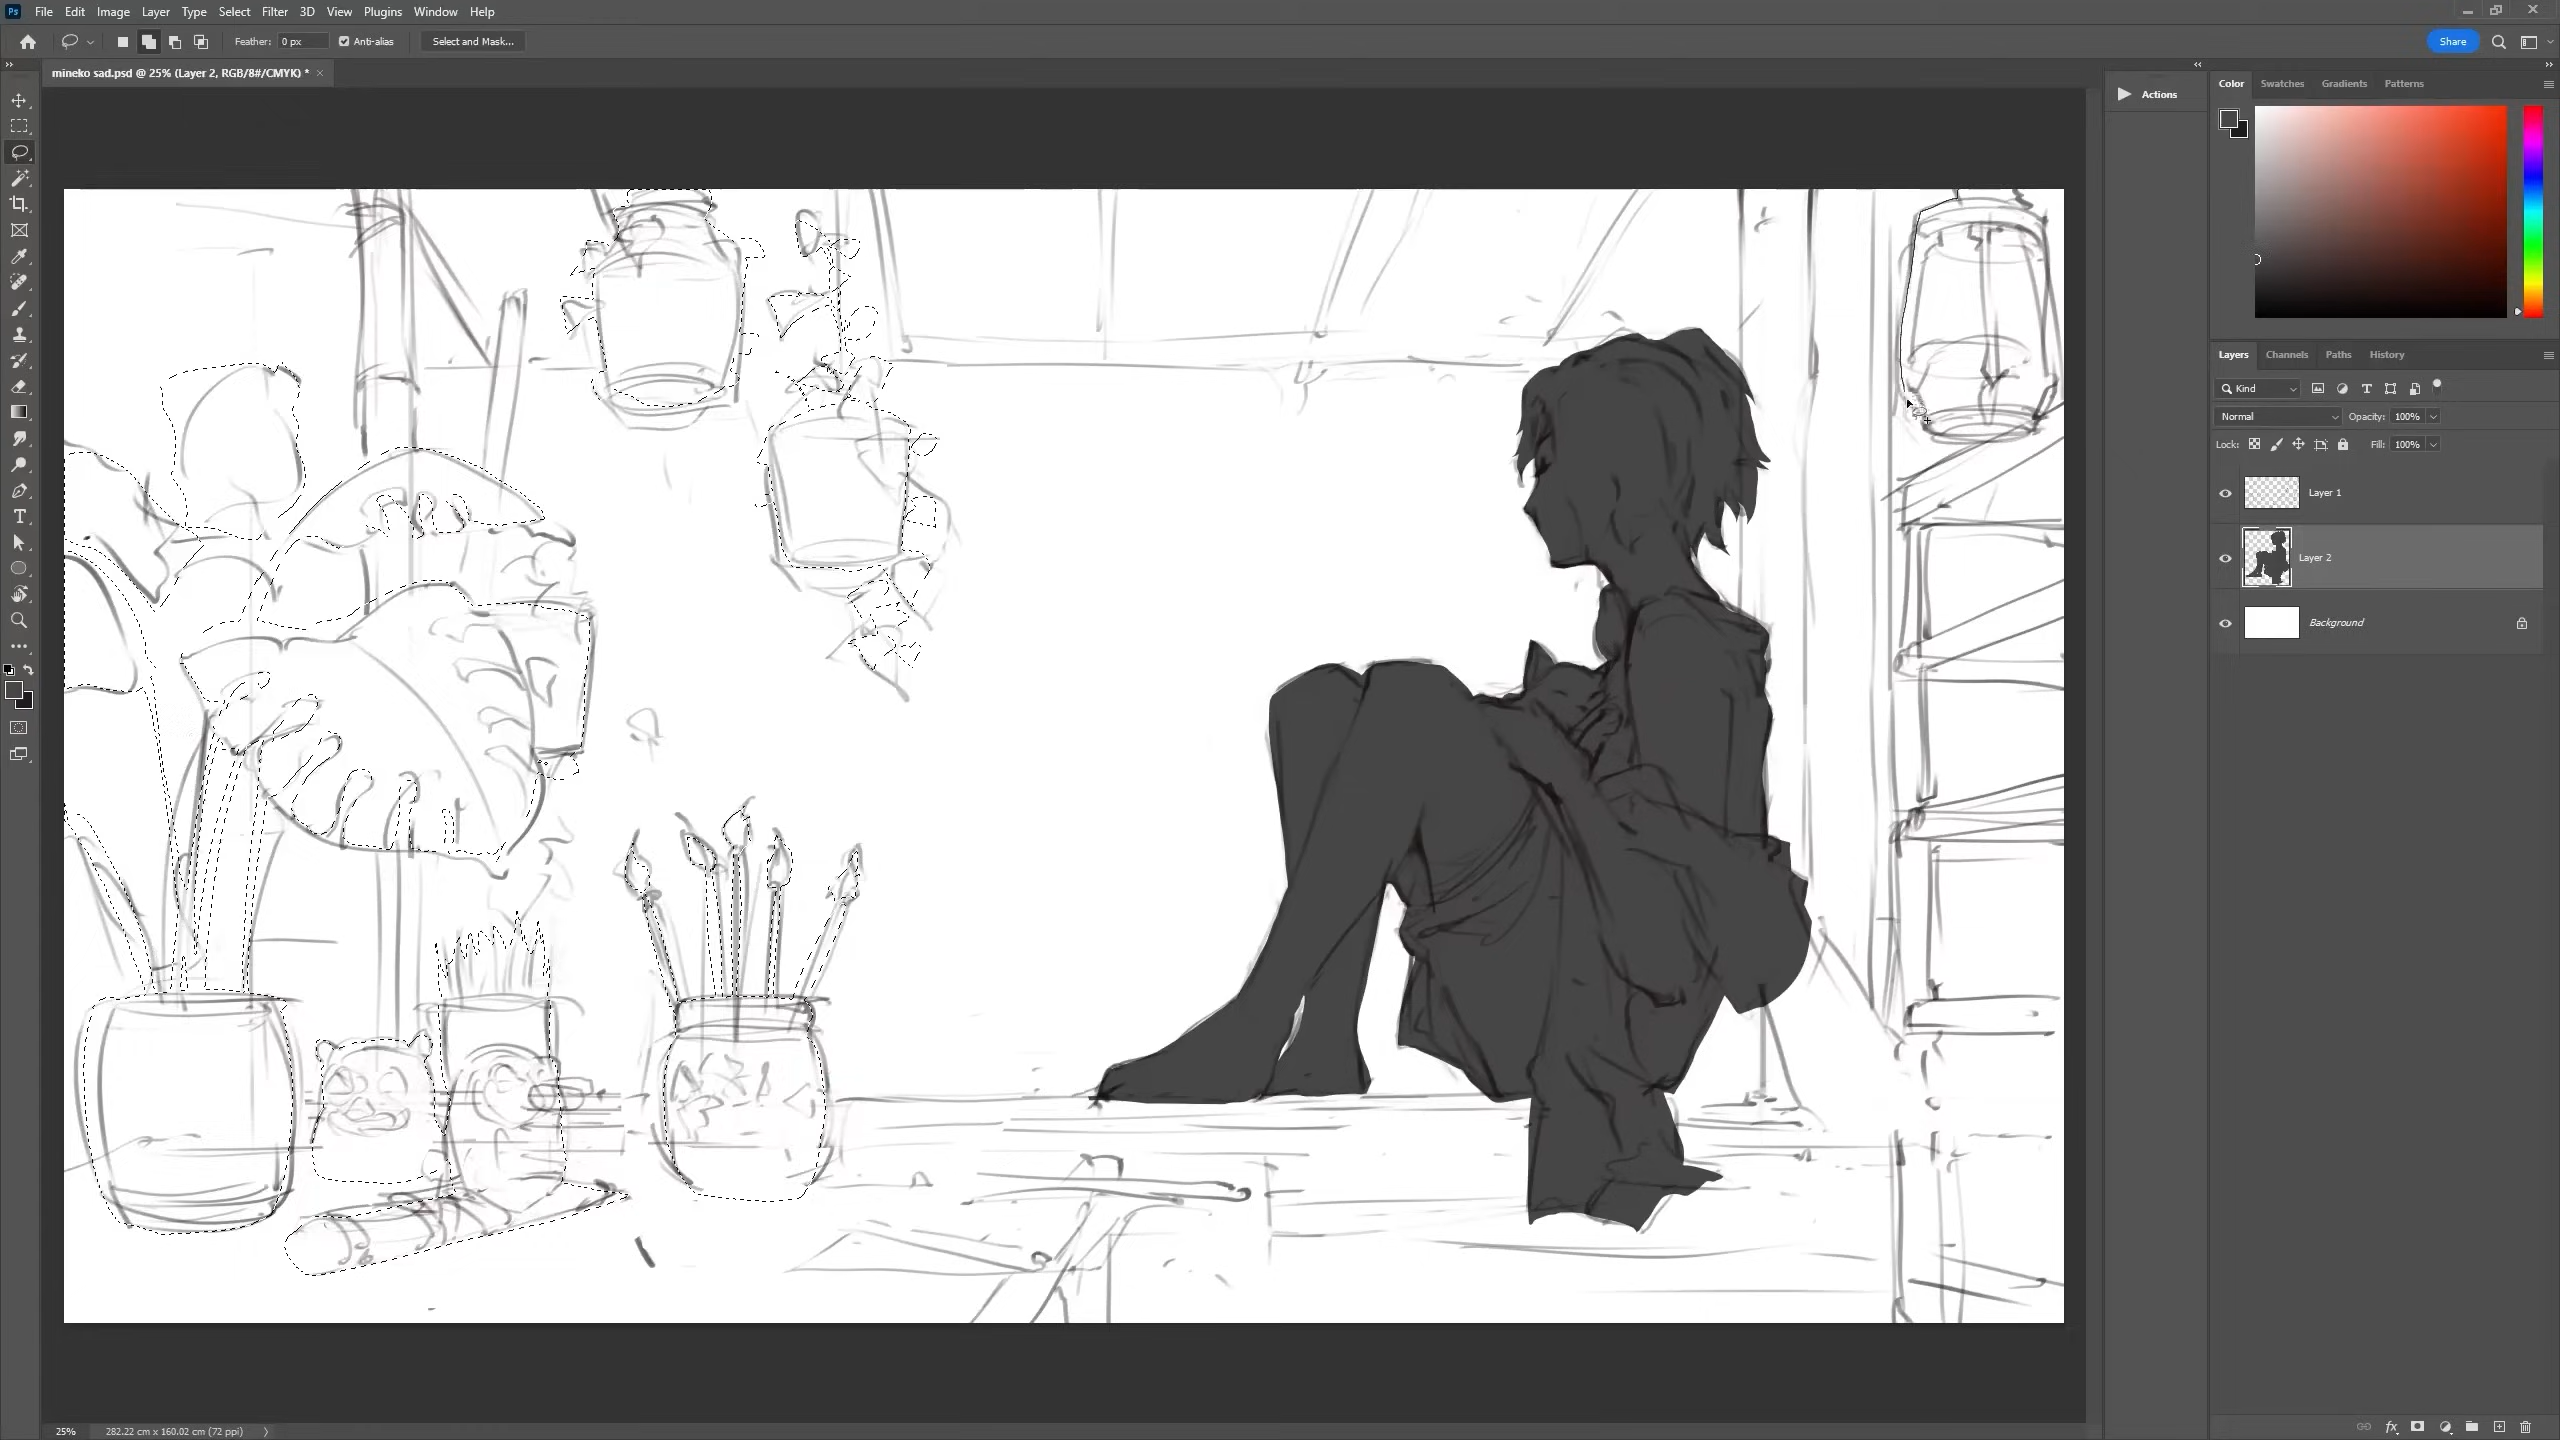 Ps File Edit Image Layer Type Select Filter 3D View Plugins Window Help
Feather: 0 px Anti-alias Select and Mask... Share
mineko sad.psd @ 25% (Layer 2, RGB/8#/CMYK) * ×
Actions
Color Swatches Gradients Patterns
Layers Channels Paths History
Kind
Normal Opacity: 100%
Lock: Fill: 100%
Layer 1
Layer 2
Background
25% 282.22 cm x 160.02 cm (72 ppi)